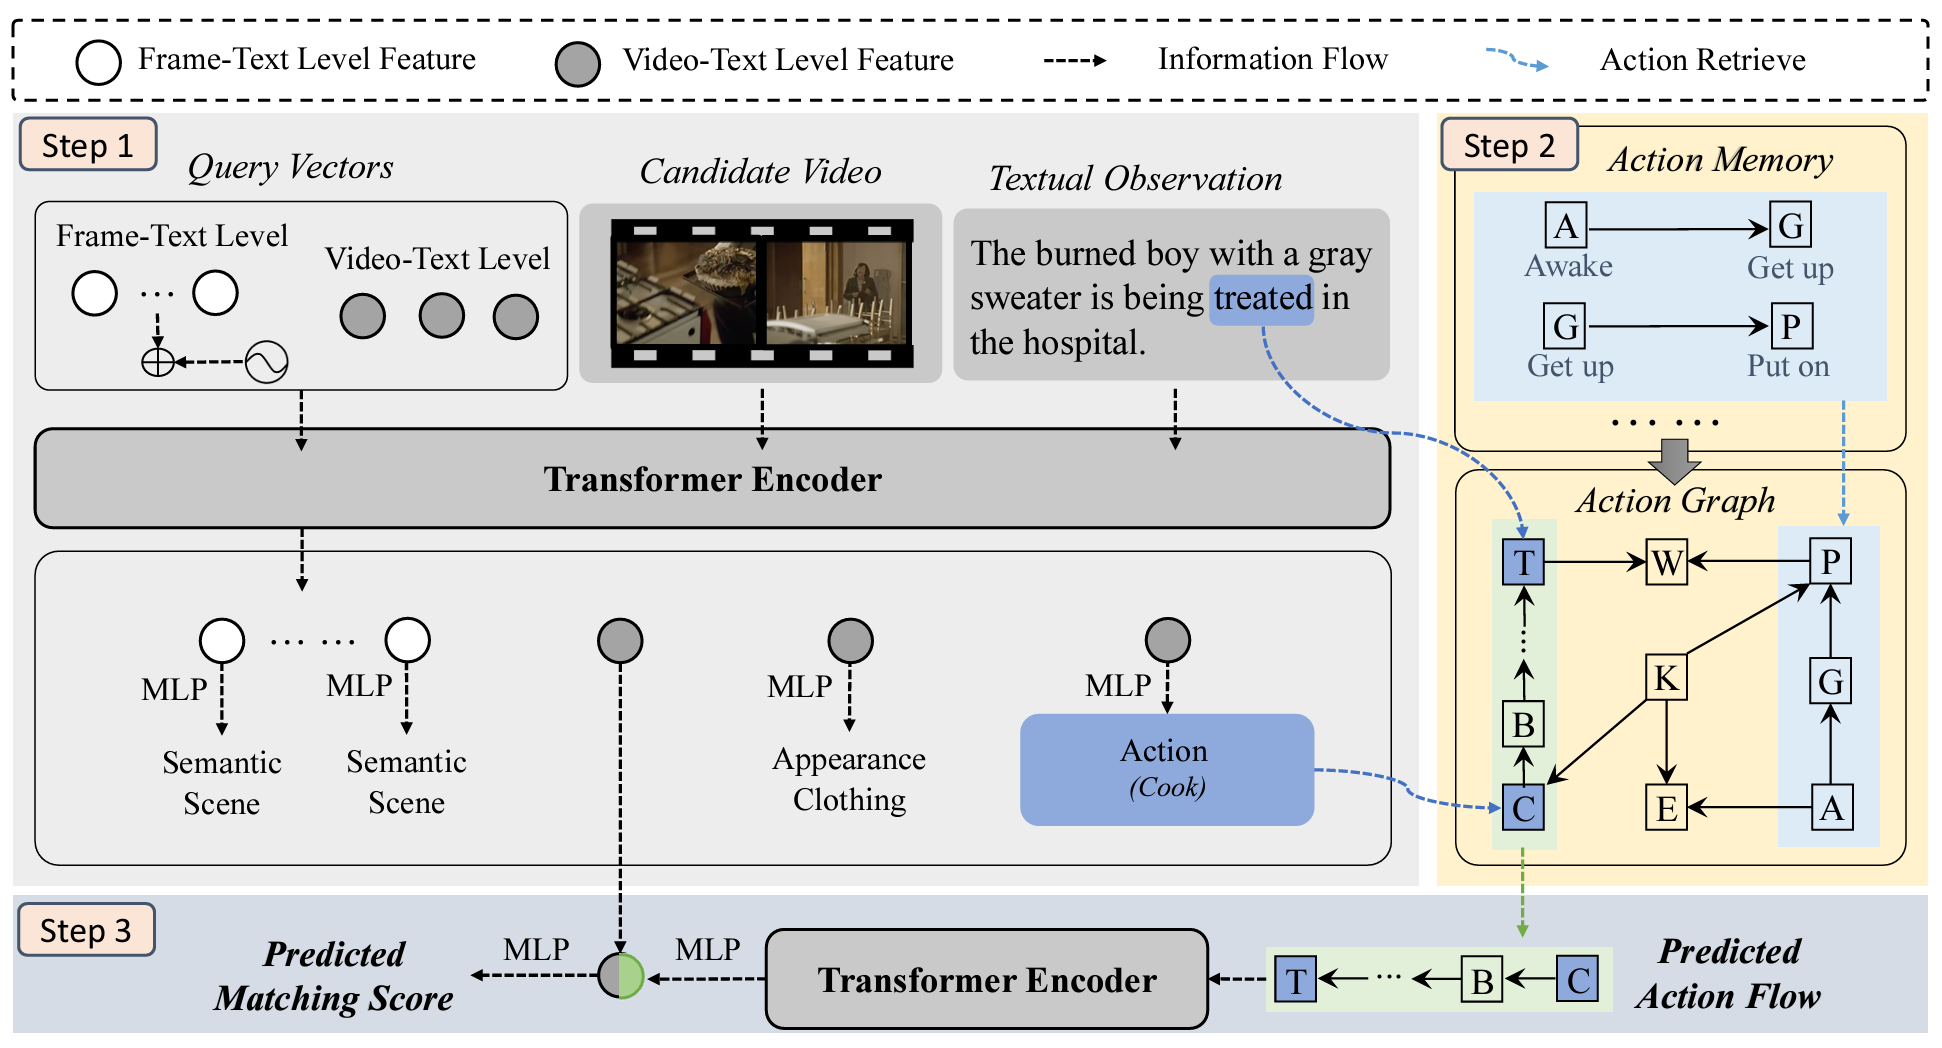 Frame-Text Level Feature
Video-Text Level Feature
Information Flow
Action Retrieve
Step 1
Query Vectors
Candidate Video
Textual Observation
Frame-Text Level
...
Video-Text Level
The burned boy with a gray
sweater is being treated in
the hospital.
Transformer Encoder
... ...
MLP
MLP
MLP
MLP
Semantic
Scene
Semantic
Scene
Appearance
Clothing
Action
(Cook)
Step 2
Action Memory
A
G
Awake
Get up
G
P
Get up
Put on
... ...
Action Graph
T
W
P
...
K
G
B
C
E
A
Step 3
Predicted
Matching Score
MLP
MLP
Transformer Encoder
T
...
B
C
Predicted
Action Flow